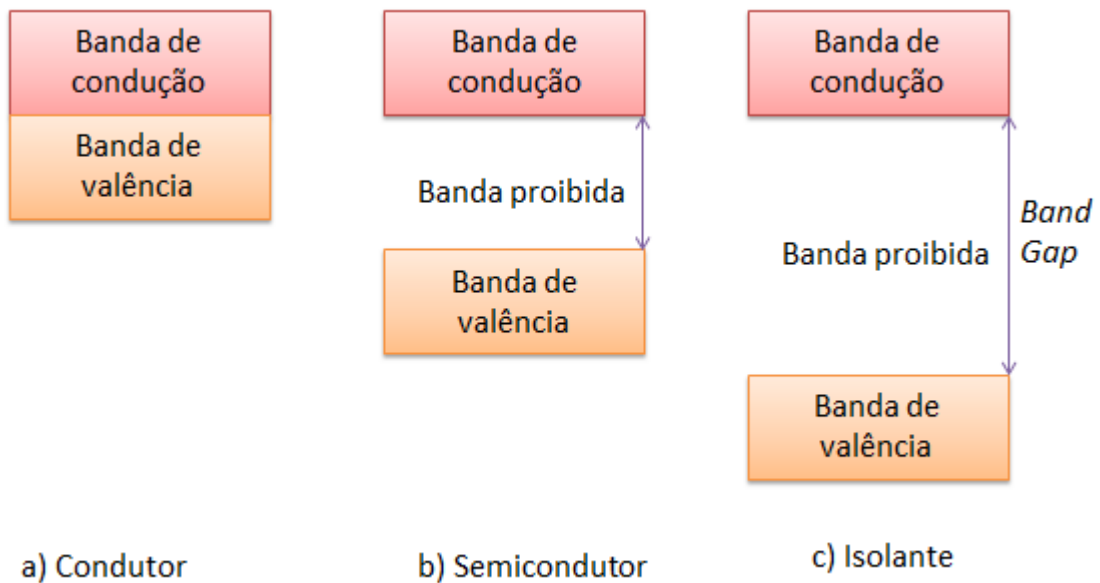 Banda de
condução
Banda de
valência
a) Condutor
Banda de
condução
Banda proibida
Banda de
valência
b) Semicondutor
Banda de
condução
Banda proibida
Band
Gap
Banda de
valência
c) Isolante